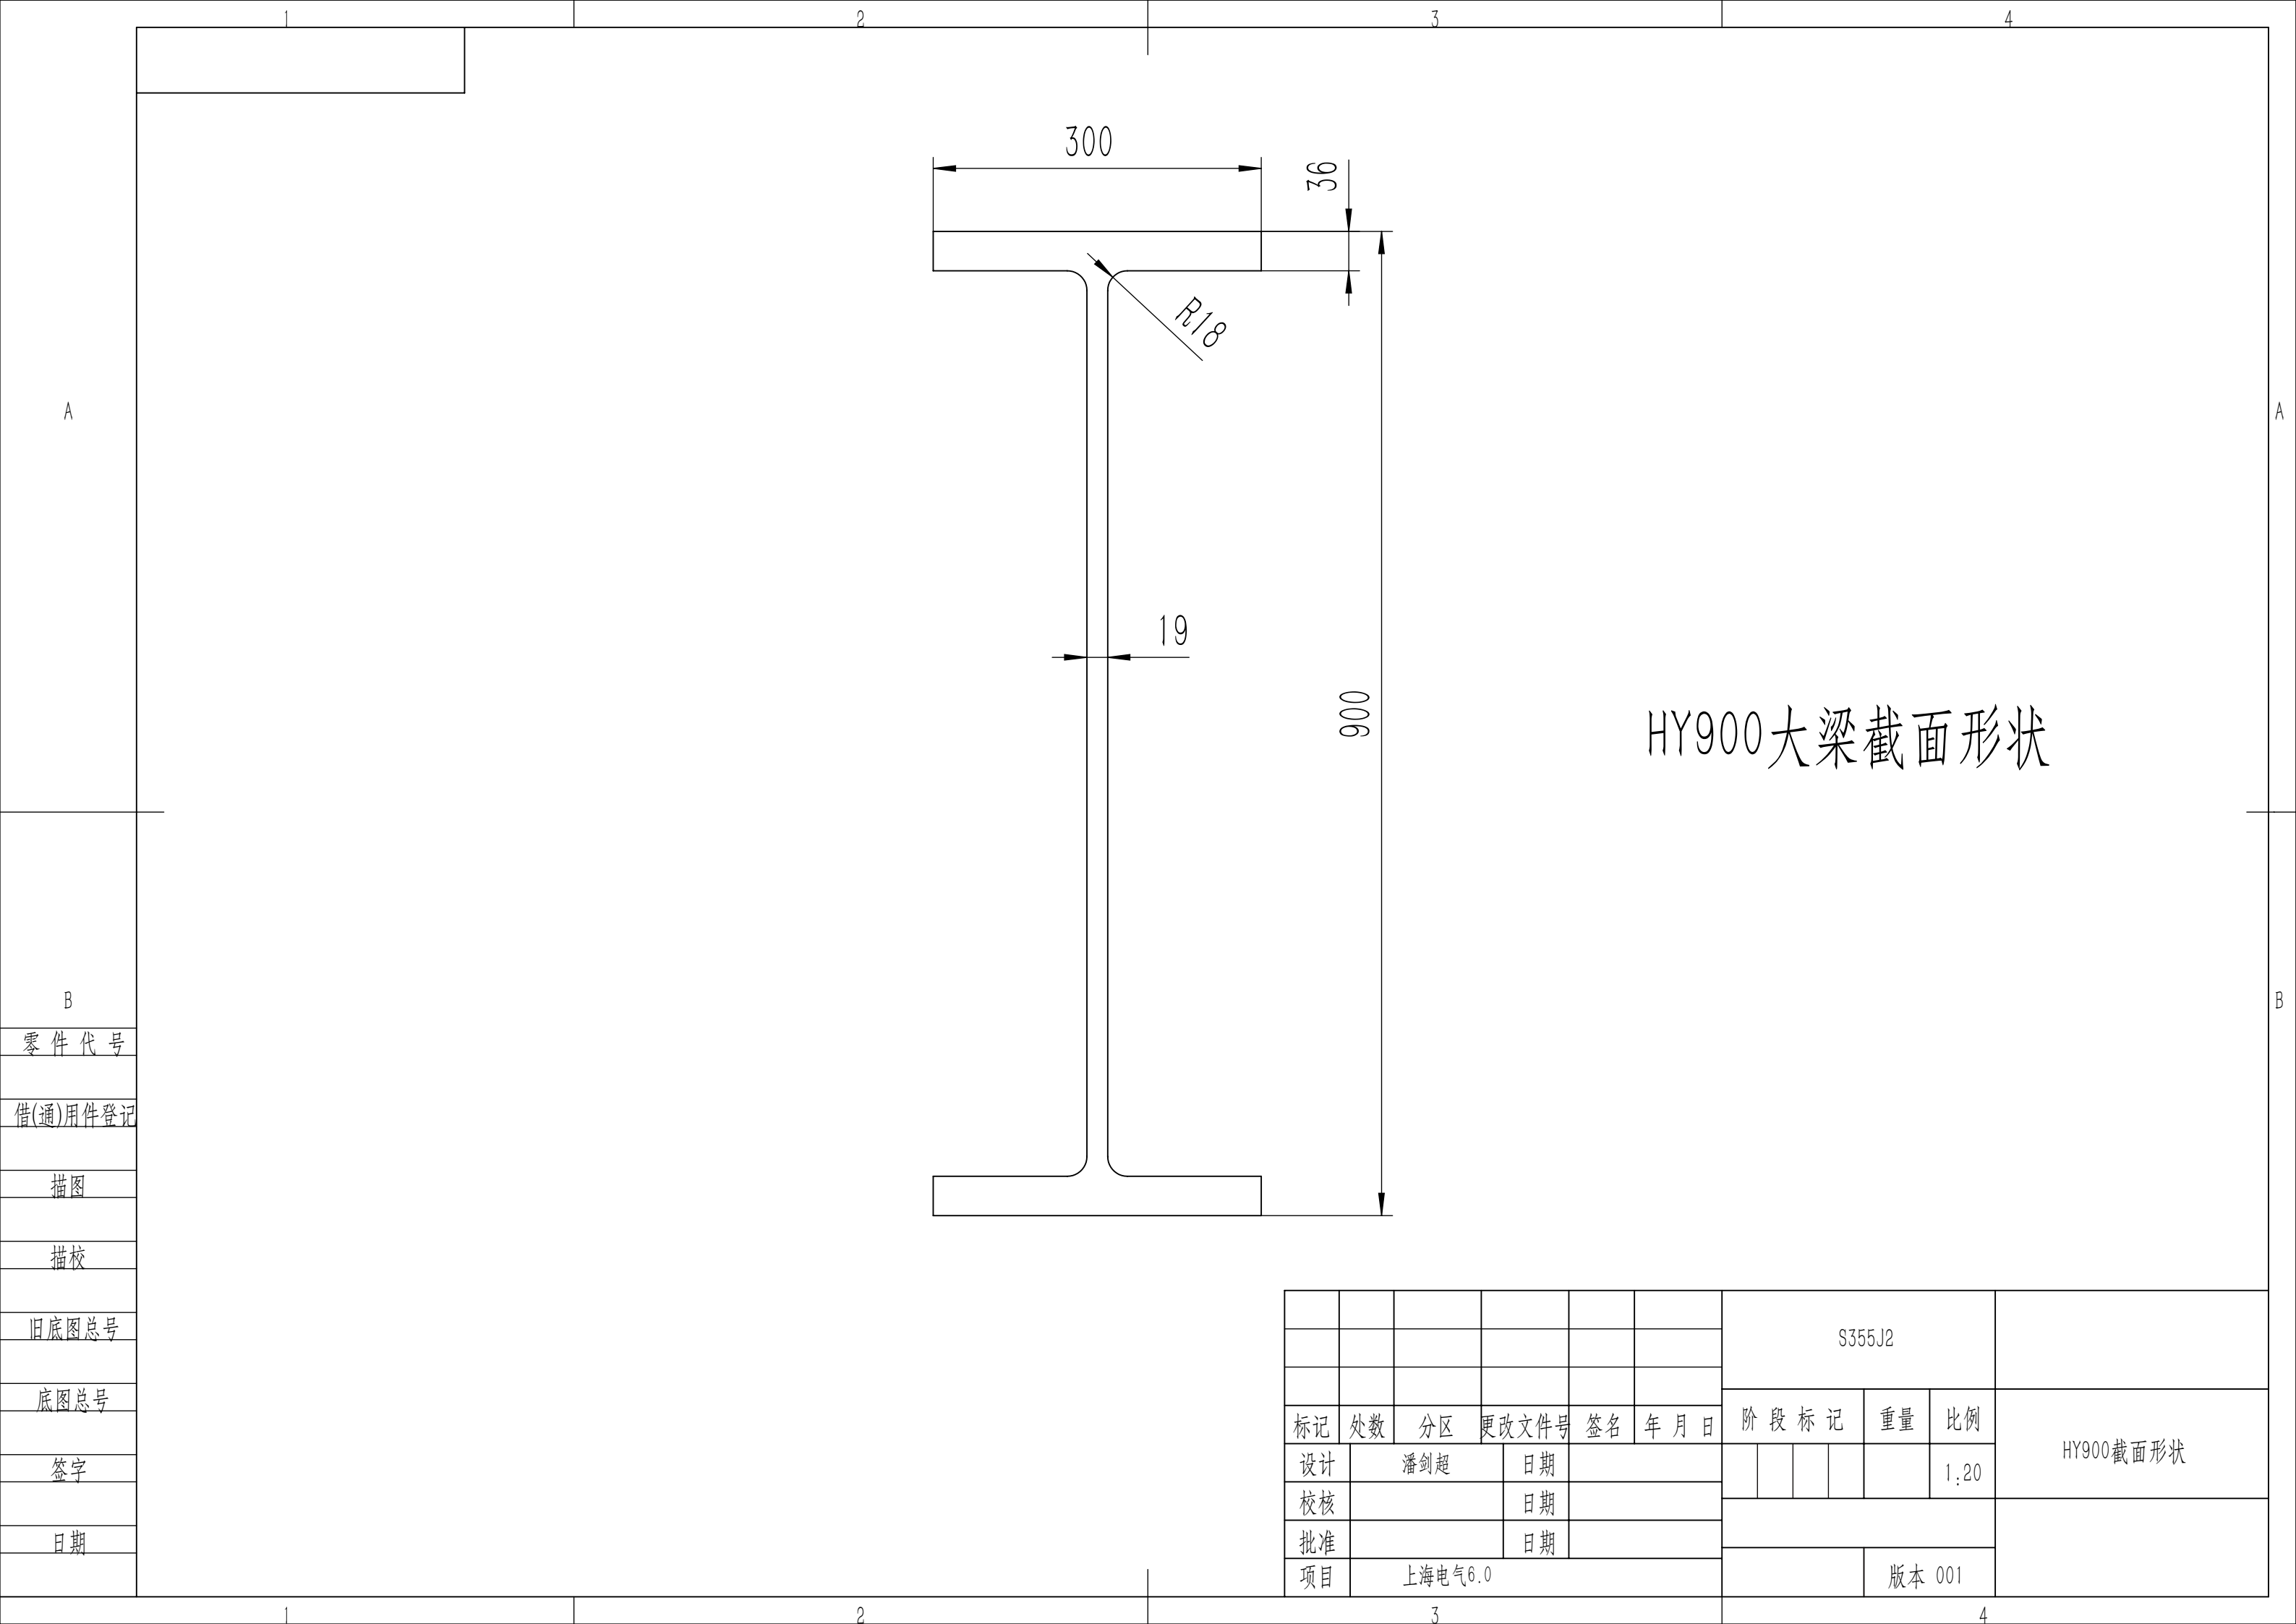 1 2 3 4
300
36
R18
A A
19
900
HY900大梁截面形状
B B
零件代号
借(通)用件登记
描图
描校
旧底图总号
底图总号
签字
日期
S355J2
标记 处数 分区 更改文件号 签名 年月日 阶段标记 重量 比例
设计 潘剑超 日期 1:20 HY900截面形状
校核 日期
批准 日期
项目 上海电气6.0 版本 001
1 2 3 4